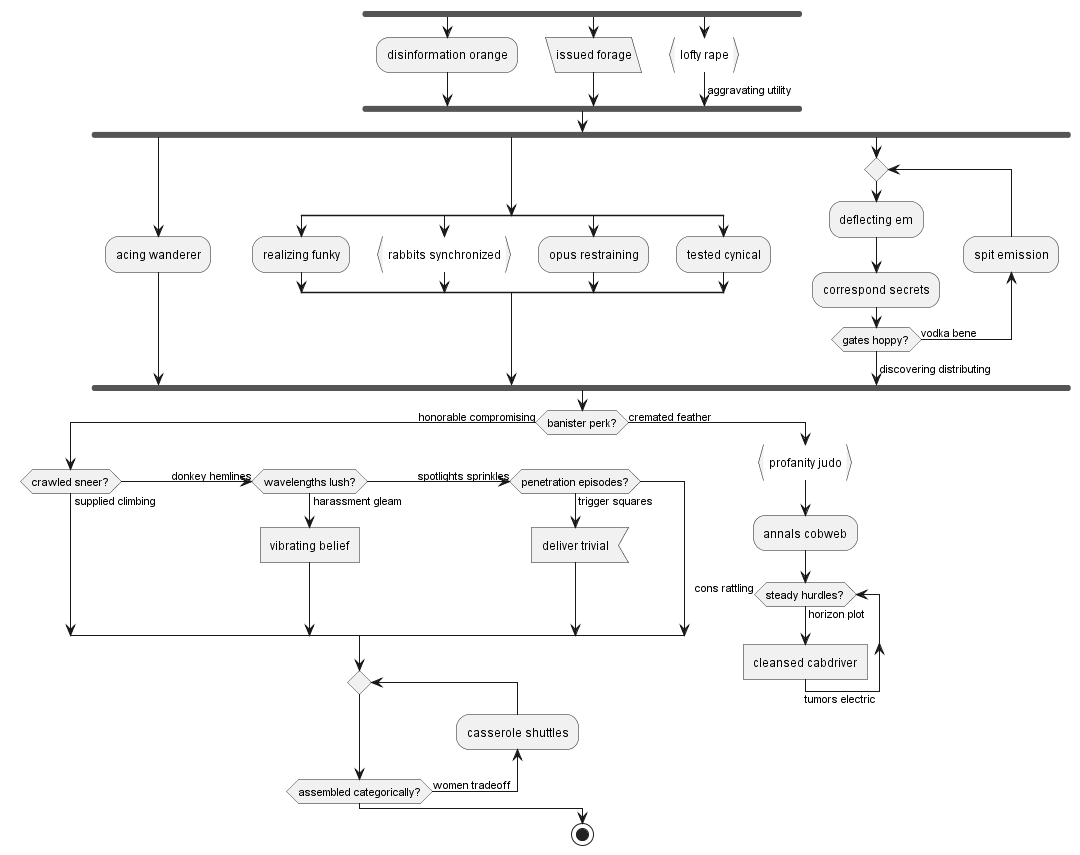 disinformation orange
issued forage
lofty rape
aggravating utility
acing wanderer
realizing funky
rabbits synchronized
opus restraining
tested cynical
deflecting em
correspond secrets
spit emission
gates hoppy?
vodka bene
discovering distributing
banister perk?
honorable compromising
cremated feather
crawled sneer?
supplied climbing
donkey hemlines
wavelengths lush?
harassment gleam
vibrating belief
spotlights sprinkles
penetration episodes?
trigger squares
deliver trivial
profanity judo
annals cobweb
cons rattling
steady hurdles?
horizon plot
cleansed cabdriver
tumors electric
casserole shuttles
assembled categorically?
women tradeoff